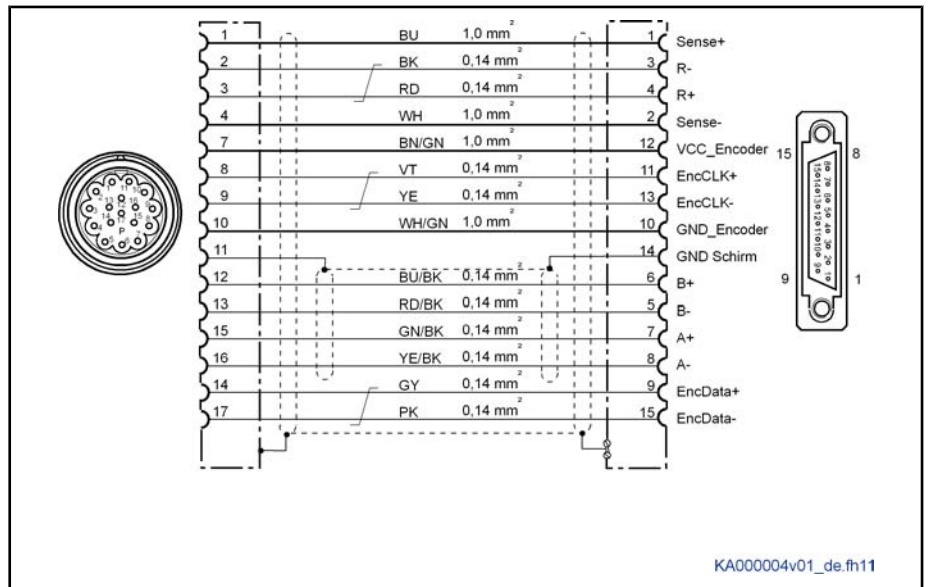 1 BU 1,0 mm² 1 Sense+
2 BK 0,14 mm² 3 R-
3 RD 0,14 mm² 4 R+
4 WH 1,0 mm² 2 Sense-
7 BN/GN 1,0 mm² 12 VCC_Encoder
8 VT 0,14 mm² 11 EncCLK+
9 YE 0,14 mm² 13 EncCLK-
10 WH/GN 1,0 mm² 10 GND_Encoder
11 14 GND Schirm
12 BU/BK 0,14 mm² 6 B+
13 RD/BK 0,14 mm² 5 B-
15 GN/BK 0,14 mm² 7 A+
16 YE/BK 0,14 mm² 8 A-
14 GY 0,14 mm² 9 EncData+
17 PK 0,14 mm² 15 EncData-
15 8
9 1
P
KA000004v01_de.fh11